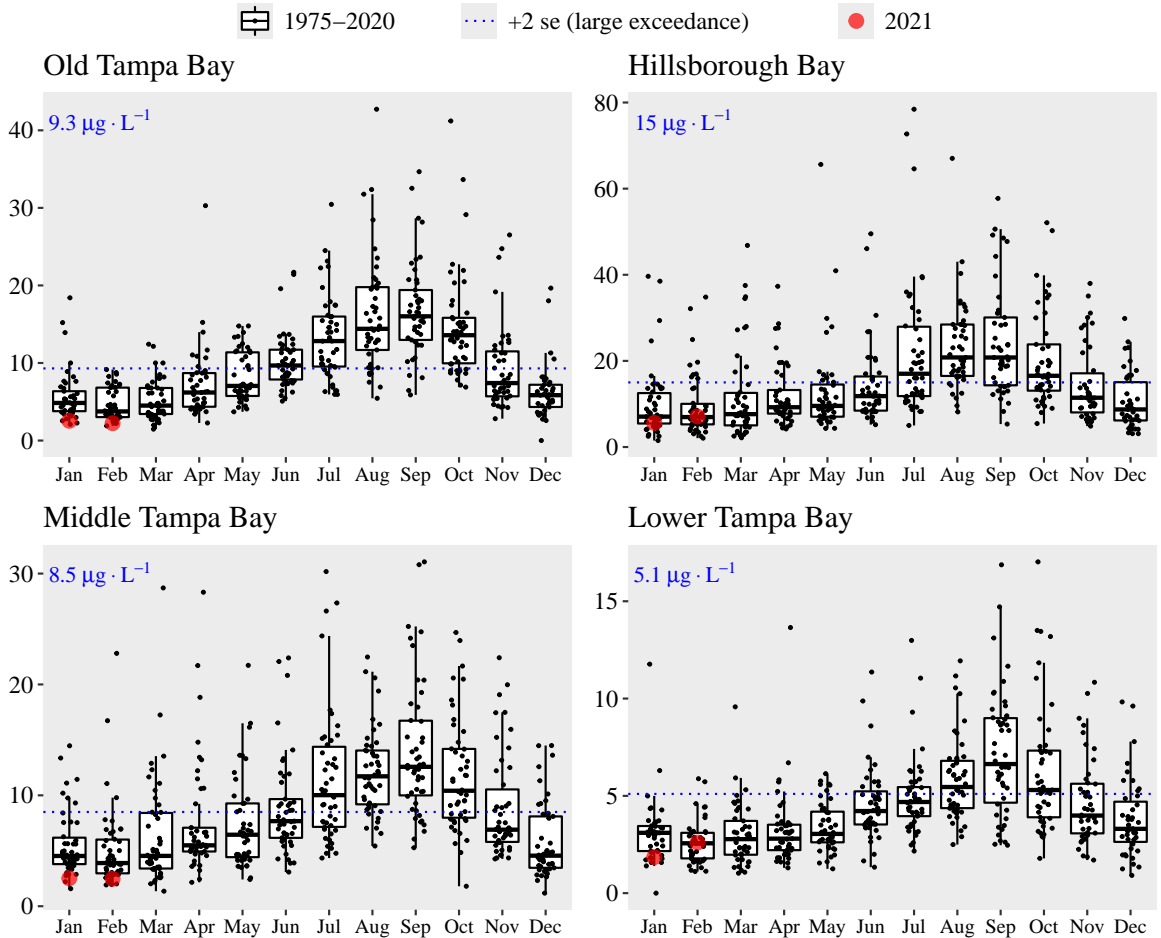 1975−2020 +2 se (large exceedance) 2021
Old Tampa Bay
9.3 μg · L⁻¹
40
30
20
10
0
Jan Feb Mar Apr May Jun Jul Aug Sep Oct Nov Dec
Hillsborough Bay
15 μg · L⁻¹
80
60
40
20
0
Jan Feb Mar Apr May Jun Jul Aug Sep Oct Nov Dec
Middle Tampa Bay
8.5 μg · L⁻¹
30
20
10
0
Jan Feb Mar Apr May Jun Jul Aug Sep Oct Nov Dec
Lower Tampa Bay
5.1 μg · L⁻¹
15
10
5
0
Jan Feb Mar Apr May Jun Jul Aug Sep Oct Nov Dec